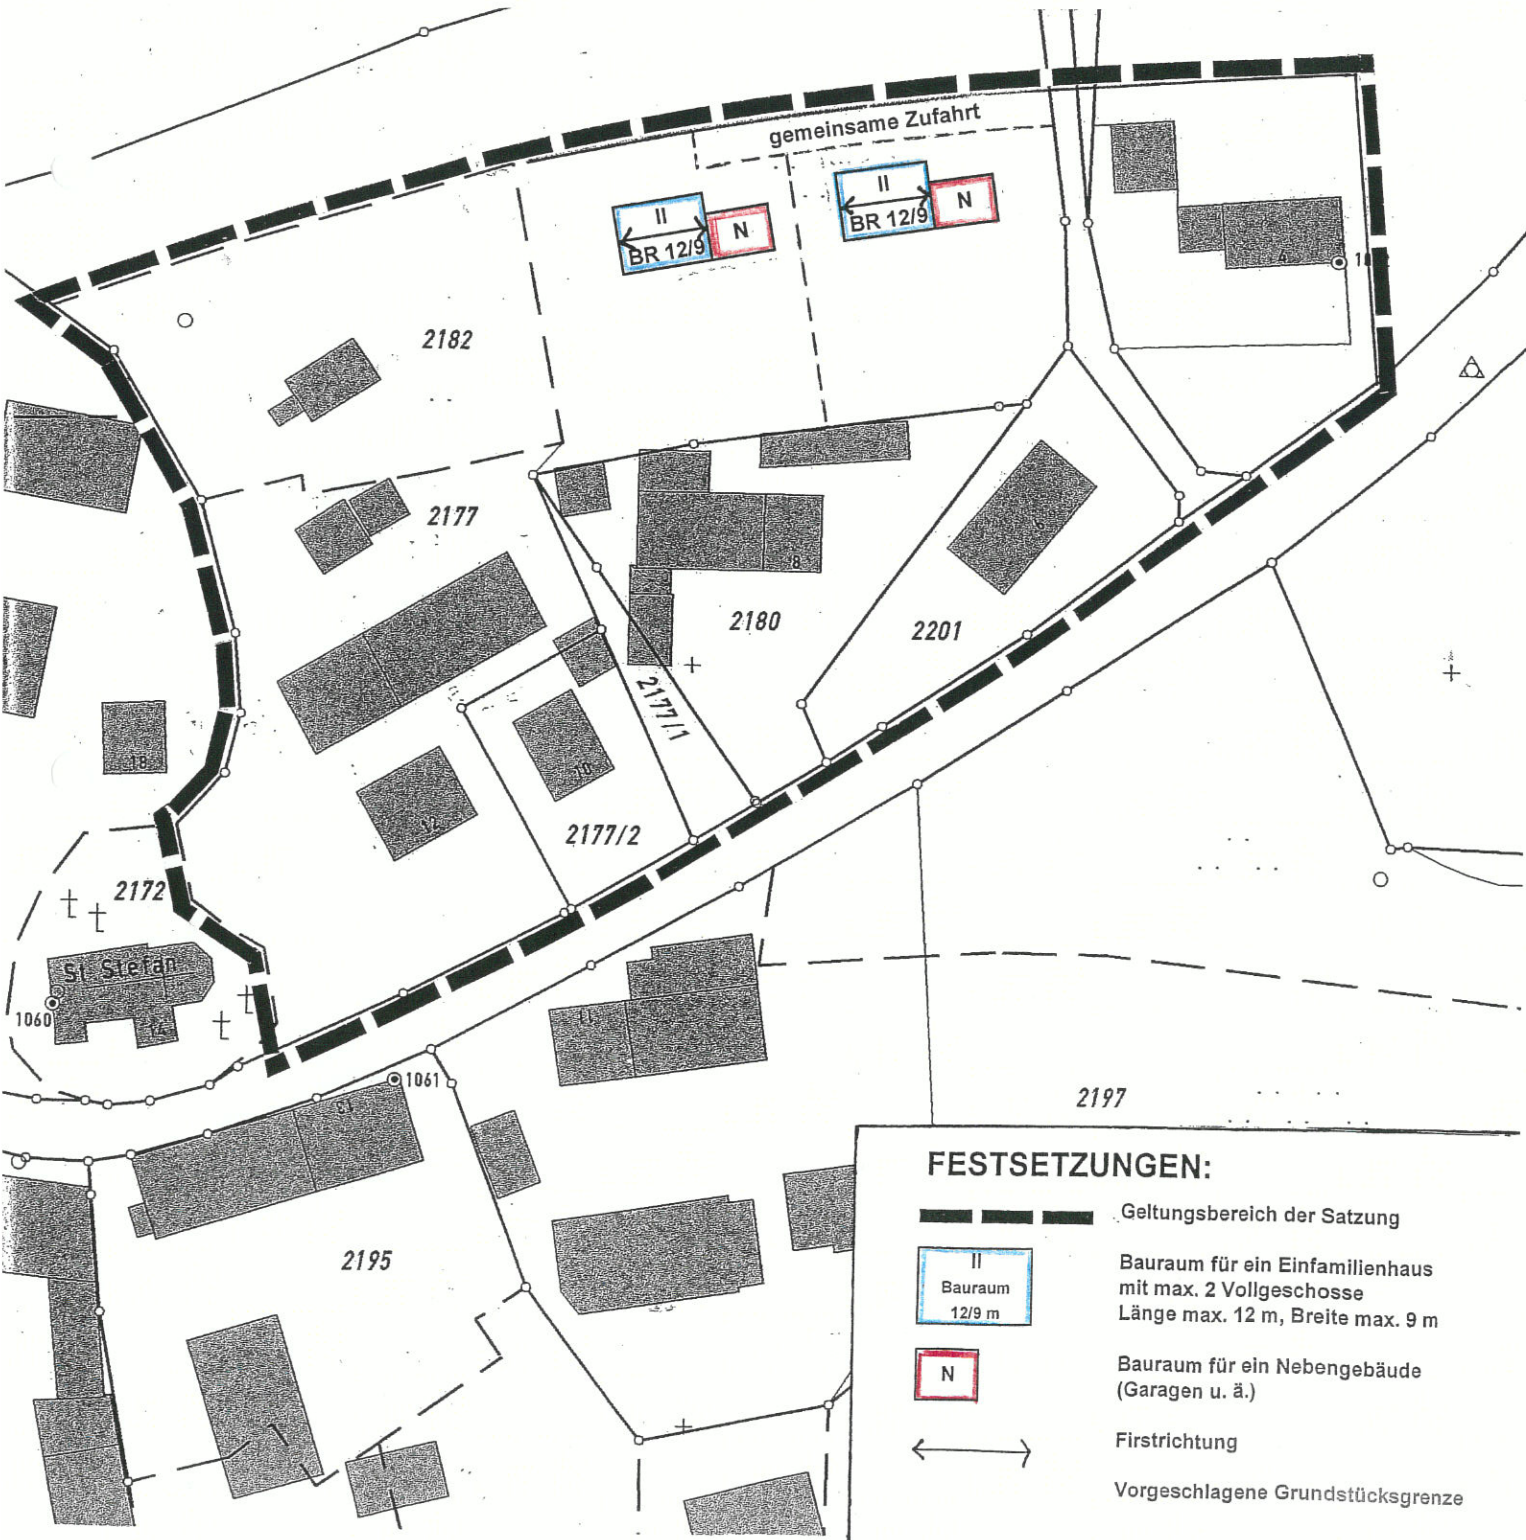 gemeinsame Zufahrt
II
BR 12/9
N
II
BR 12/9
N
4
2182
2177
8
6
2180
2201
2177/1
18
10
12
2177/2
2172
St. Stefan
1060
14
11
1061
13
2197
2195
FESTSETZUNGEN:
Geltungsbereich der Satzung
II
Bauraum
12/9 m
Bauraum für ein Einfamilienhaus
mit max. 2 Vollgeschosse
Länge max. 12 m, Breite max. 9 m
N
Bauraum für ein Nebengebäude
(Garagen u. ä.)
Firstrichtung
Vorgeschlagene Grundstücksgrenze